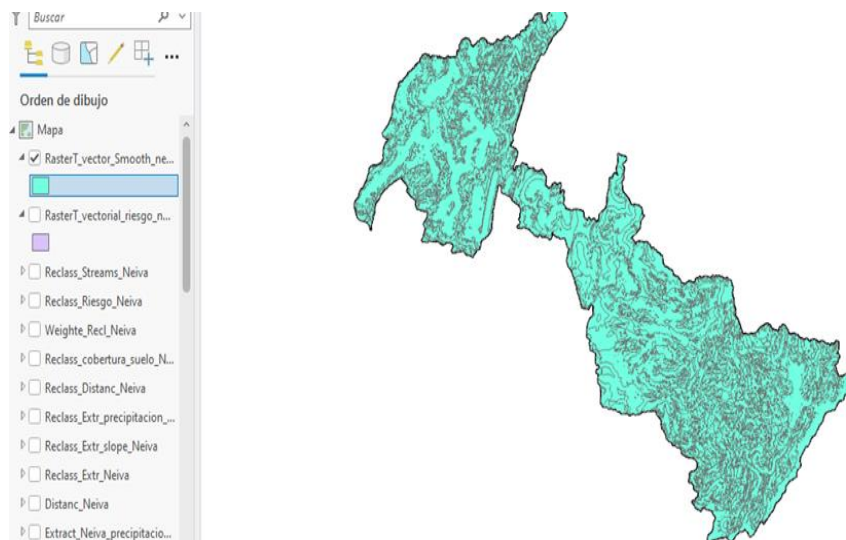 Buscar
Orden de dibujo
Mapa
RasterT_vector_Smooth_ne...
RasterT_vectorial_riesgo_n...
Reclass_Streams_Neiva
Reclass_Riesgo_Neiva
Weighte_Recl_Neiva
Reclass_cobertura_suelo_N...
Reclass_Distanc_Neiva
Reclass_Extr_precipitacion_...
Reclass_Extr_slope_Neiva
Reclass_Extr_Neiva
Distanc_Neiva
Extract_Neiva_precipitacio...